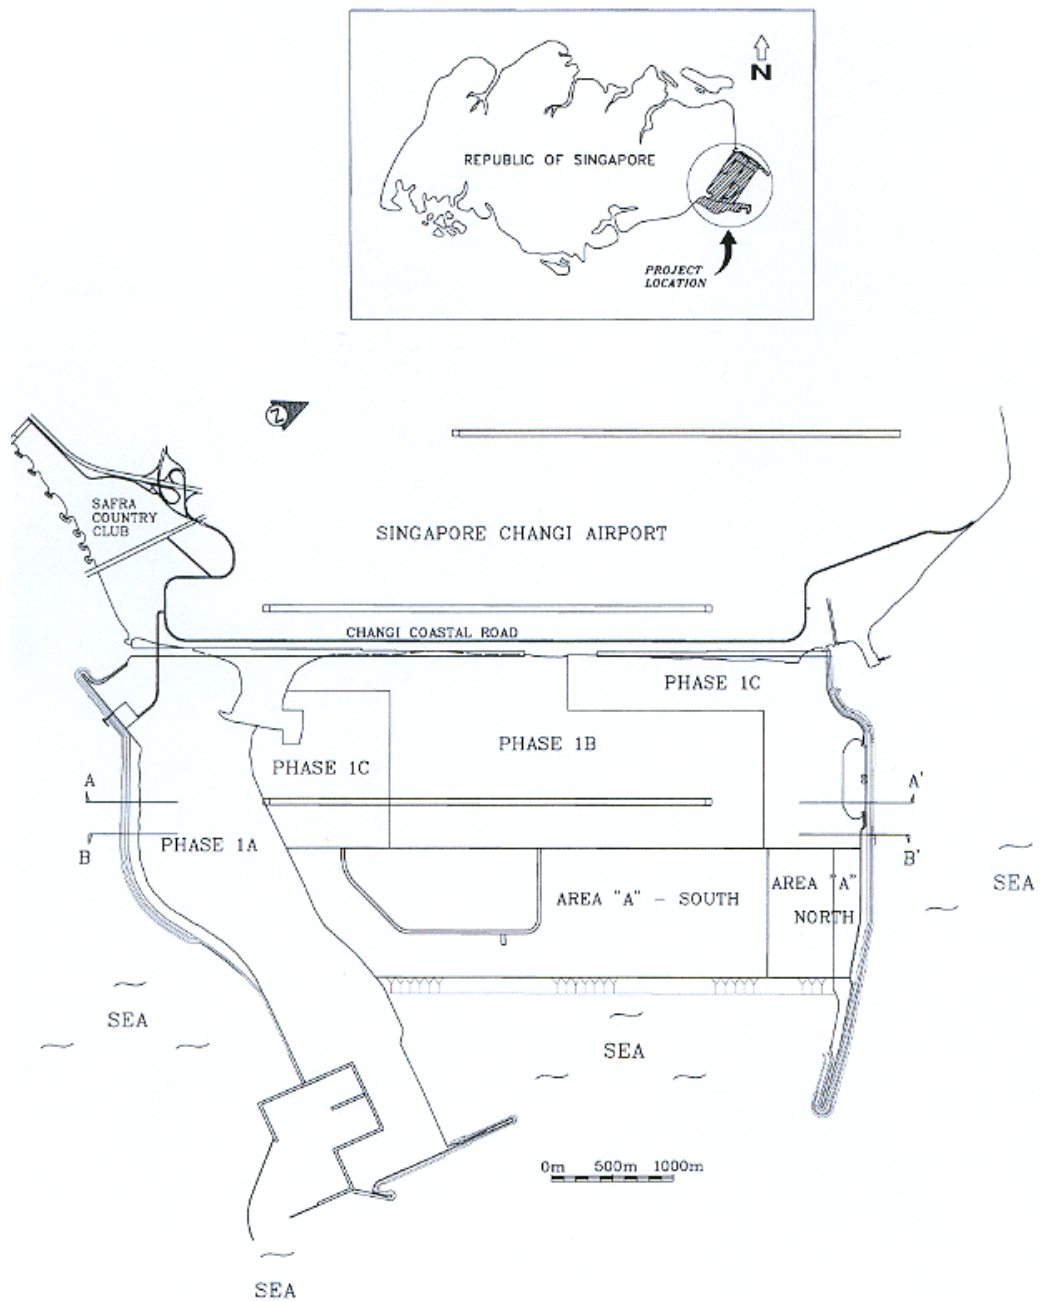 N
REPUBLIC OF SINGAPORE
PROJECT
LOCATION
N
SAFRA
COUNTRY
CLUB
SINGAPORE CHANGI AIRPORT
CHANGI COASTAL ROAD
PHASE 1C
PHASE 1B
PHASE 1C
A
A'
PHASE 1A
B
B'
SEA
AREA "A" - SOUTH
AREA "A"
NORTH
SEA
SEA
0m 500m 1000m
SEA